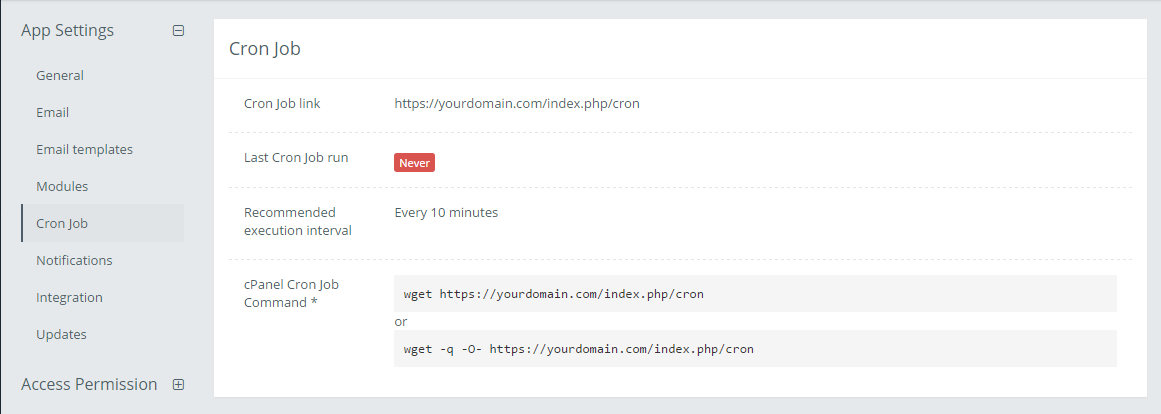 App Settings
General
Email
Email templates
Modules
Cron Job
Notifications
Integration
Updates
Access Permission
Cron Job
Cron Job link
https://yourdomain.com/index.php/cron
Last Cron Job run
Never
Recommended
execution interval
Every 10 minutes
cPanel Cron Job
Command *
wget https://yourdomain.com/index.php/cron
or
wget -q -O- https://yourdomain.com/index.php/cron